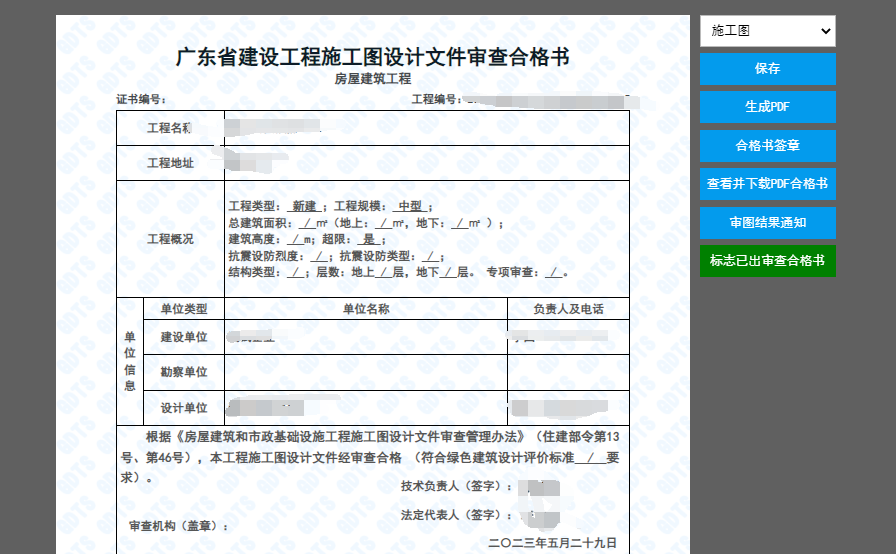 广东省建设工程施工图设计文件审查合格书
房屋建筑工程
证书编号：
工程编号：
工程名称
工程地址
工程概况
工程类型： 新建 ；工程规模： 中型 ；
总建筑面积： / ㎡（地上： / ㎡，地下： / ㎡ ）；
建筑高度： / m；超限： 是 ；
抗震设防烈度： / ；抗震设防类型： / ；
结构类型： / ；层数：地上 / 层，地下 / 层。 专项审查： / 。
单位信息
单位类型 单位名称 负责人及电话
建设单位
勘察单位
设计单位
根据《房屋建筑和市政基础设施工程施工图设计文件审查管理办法》（住建部令第13
号、第46号），本工程施工图设计文件经审查合格 （符合绿色建筑设计评价标准 / 要
求）。
技术负责人（签字）：
法定代表人（签字）：
审查机构（盖章）：
二〇二三年五月二十九日
施工图
保存
生成PDF
合格书签章
查看并下载PDF合格书
审图结果通知
标志已出审查合格书
GDTS